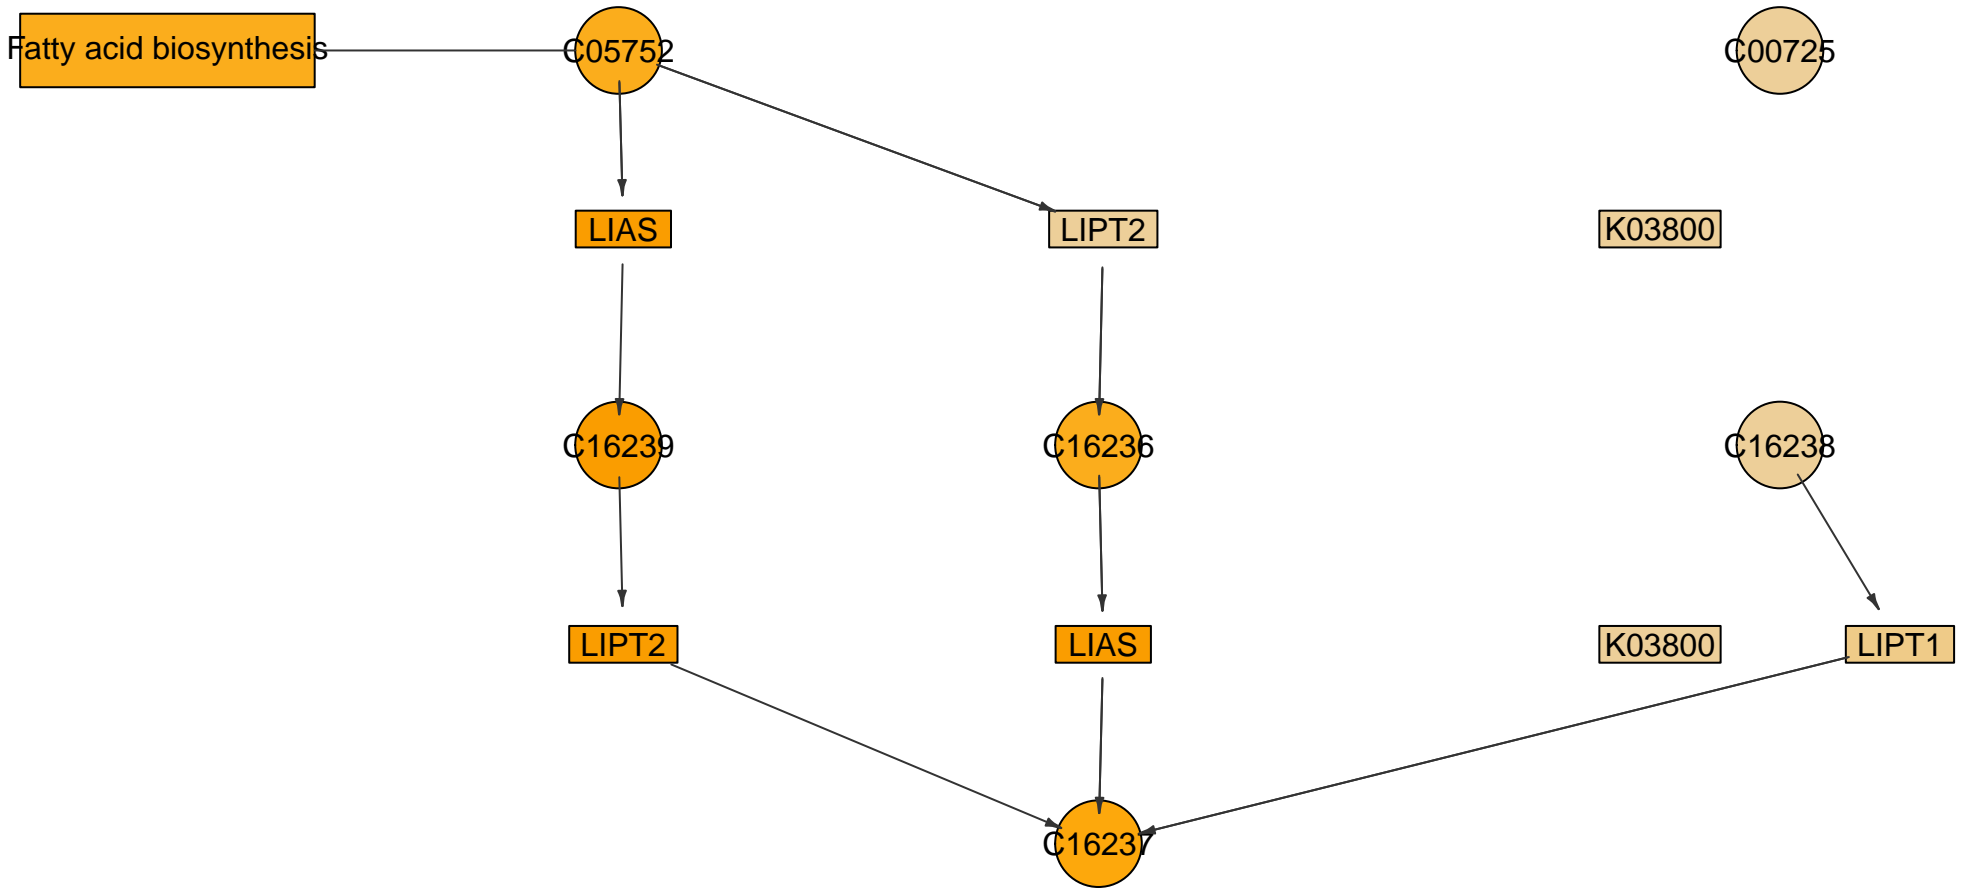 Fatty acid biosynthesis
C05752
C00725
LIAS
LIPT2
K03800
C16239
C16236
C16238
LIPT2
LIAS
K03800
LIPT1
C16237